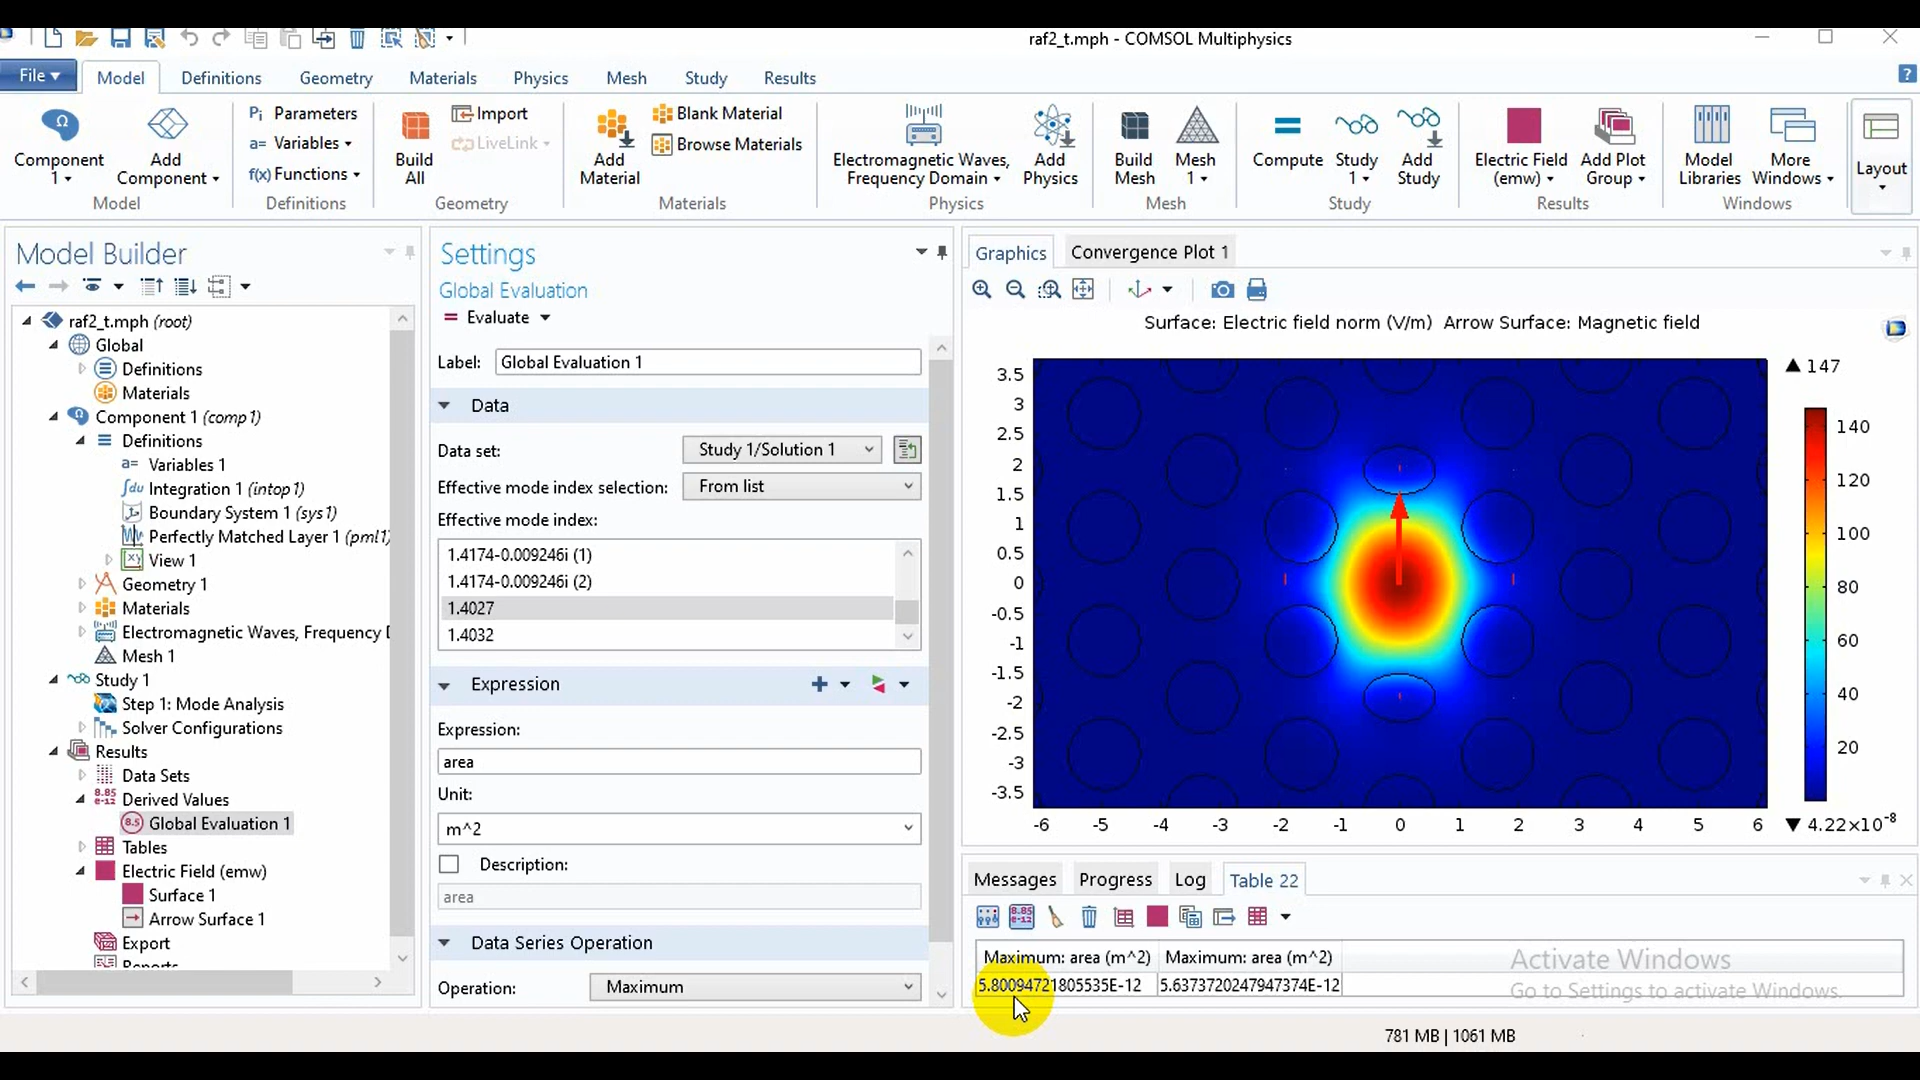 raf2_t.mph - COMSOL Multiphysics
File Model Definitions Geometry Materials Physics Mesh Study Results
Component 1
Add Component
Model
Pi Parameters
a= Variables
f(x) Functions
Definitions
Build All
Import
LiveLink
Geometry
Add Material
Blank Material
Browse Materials
Materials
Electromagnetic Waves, Frequency Domain
Add Physics
Physics
Build Mesh
Mesh 1
Mesh
Compute
Study 1
Add Study
Study
Electric Field (emw)
Add Plot Group
Results
Model Libraries
More Windows
Windows
Layout
Model Builder
raf2_t.mph (root)
Global
Definitions
Materials
Component 1 (comp1)
Definitions
a= Variables 1
∫du Integration 1 (intop1)
Boundary System 1 (sys1)
Perfectly Matched Layer 1 (pml1)
View 1
Geometry 1
Materials
Electromagnetic Waves, Frequency D
Mesh 1
Study 1
Step 1: Mode Analysis
Solver Configurations
Results
Data Sets
8.85 e-12 Derived Values
8.5 Global Evaluation 1
Tables
Electric Field (emw)
Surface 1
Arrow Surface 1
Export
Reports
Settings
Global Evaluation
= Evaluate
Label: Global Evaluation 1
Data
Data set: Study 1/Solution 1
Effective mode index selection: From list
Effective mode index:
1.4174-0.009246i (1)
1.4174-0.009246i (2)
1.4027
1.4032
Expression
Expression:
area
Unit:
m^2
Description:
area
Data Series Operation
Operation: Maximum
Graphics Convergence Plot 1
Surface: Electric field norm (V/m) Arrow Surface: Magnetic field
3.5
3
2.5
2
1.5
1
0.5
0
-0.5
-1
-1.5
-2
-2.5
-3
-3.5
-6 -5 -4 -3 -2 -1 0 1 2 3 4 5 6
▲ 147
140
120
100
80
60
40
20
▼ 4.22×10⁻⁸
Messages Progress Log Table 22
8.85 e-12
Maximum: area (m^2) Maximum: area (m^2)
5.80094721805535E-12 5.6373720247947374E-12
Activate Windows
Go to Settings to activate Windows.
781 MB | 1061 MB